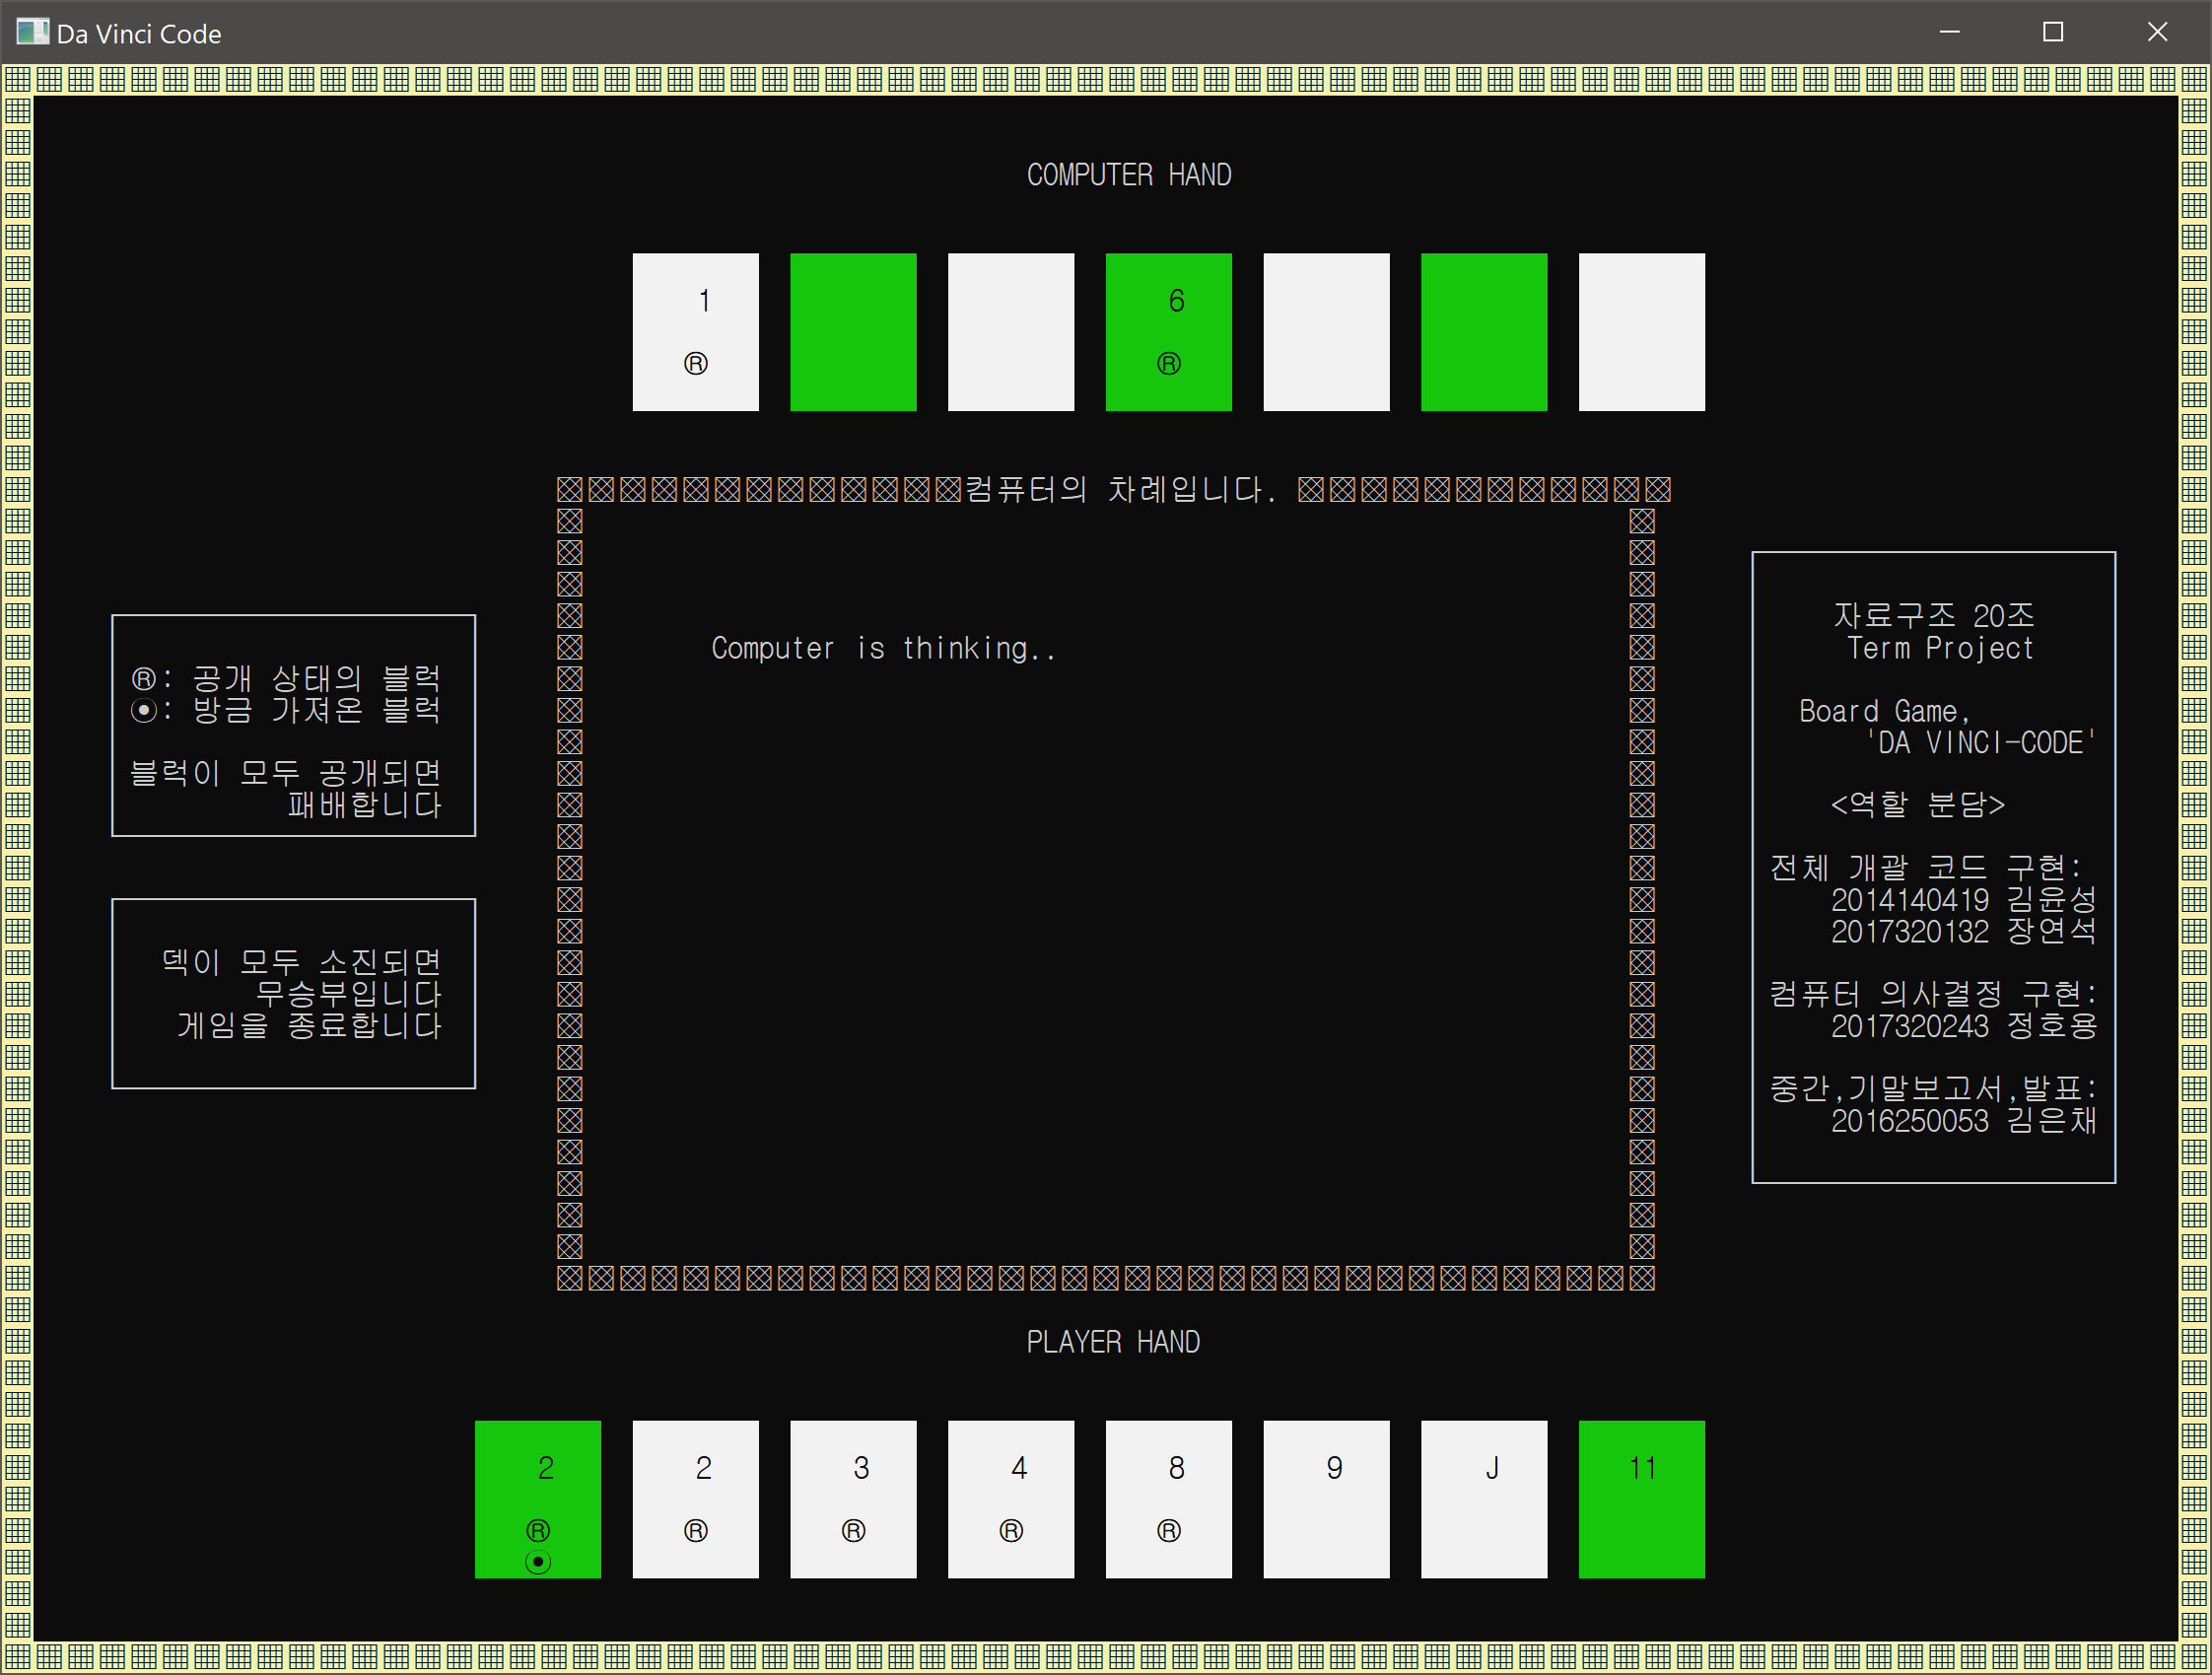 Da Vinci Code
COMPUTER HAND
1
6
®
®
컴퓨터의 차례입니다.
Computer is thinking..
®: 공개 상태의 블럭
⊙: 방금 가져온 블럭
블럭이 모두 공개되면
패배합니다
덱이 모두 소진되면
무승부입니다
게임을 종료합니다
자료구조 20조
Term Project
Board Game,
'DA VINCI-CODE'
<역할 분담>
전체 개괄 코드 구현:
2014140419 김윤성
2017320132 장연석
컴퓨터 의사결정 구현:
2017320243 정호용
중간,기말보고서,발표:
2016250053 김은채
PLAYER HAND
2 2 3 4 8 9 J 11
® ® ® ® ®
⊙